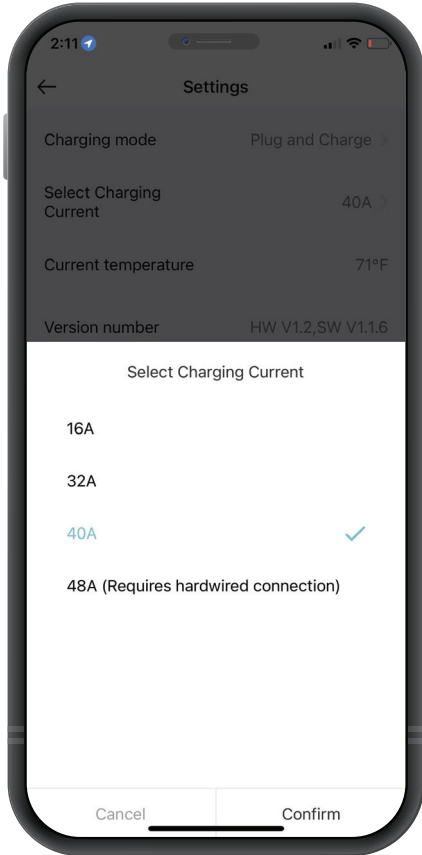 2:11
Settings
Charging mode Plug and Charge
Select Charging
Current 40A
Current temperature 71°F
Version number HW V1.2,SW V1.1.6
Select Charging Current
16A
32A
40A
48A (Requires hardwired connection)
Cancel Confirm